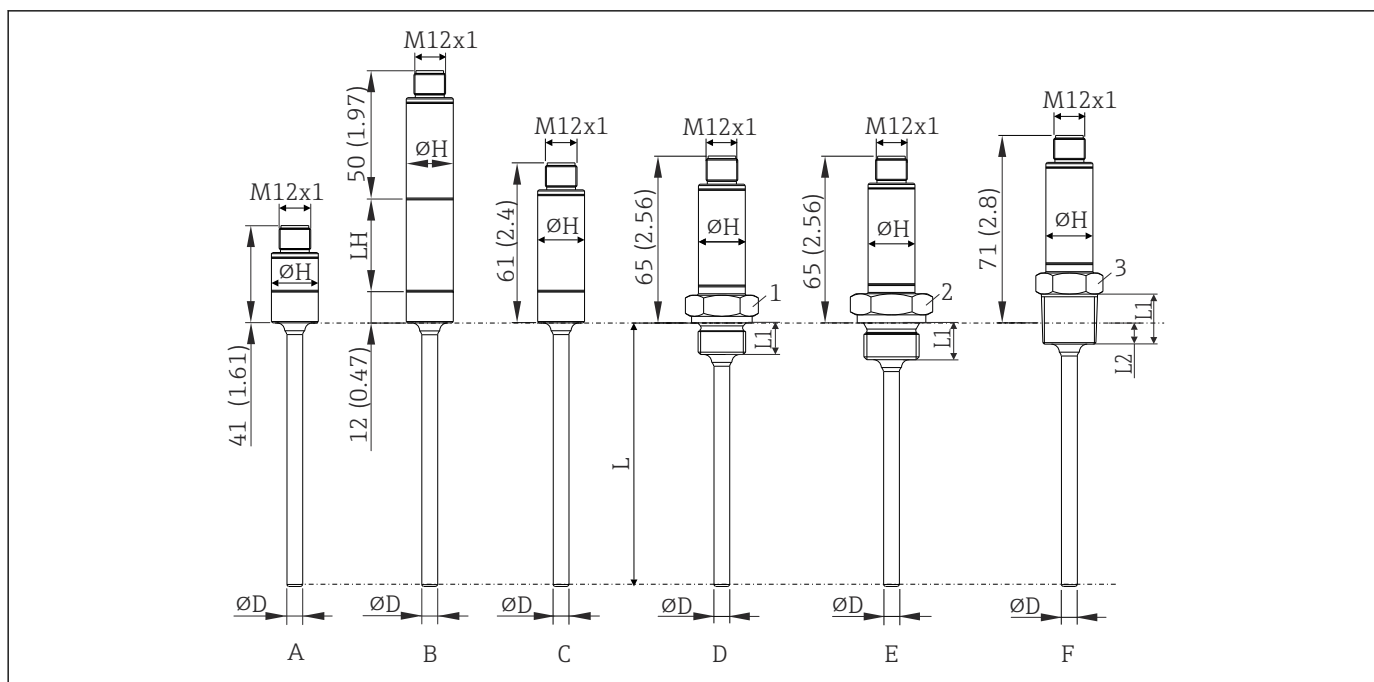 M12x1
ØH
41 (1.61)
ØD
A
M12x1
50 (1.97)
ØH
LH
12 (0.47)
ØD
B
M12x1
61 (2.4)
ØH
ØD
C
M12x1
65 (2.56)
ØH
1
L1
L
ØD
D
M12x1
65 (2.56)
ØH
2
L1
ØD
E
M12x1
71 (2.8)
ØH
3
L1
L2
ØD
F